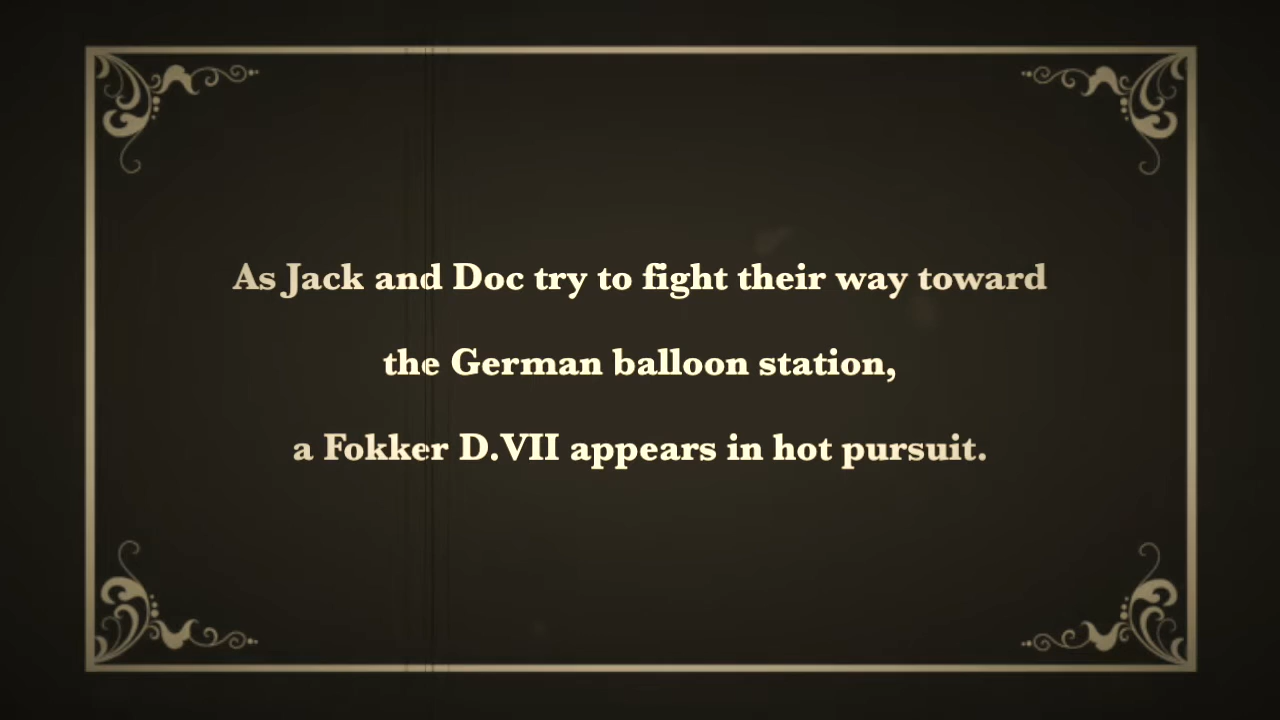 As Jack and Doc try to fight their way toward
the German balloon station,
a Fokker D.VII appears in hot pursuit.